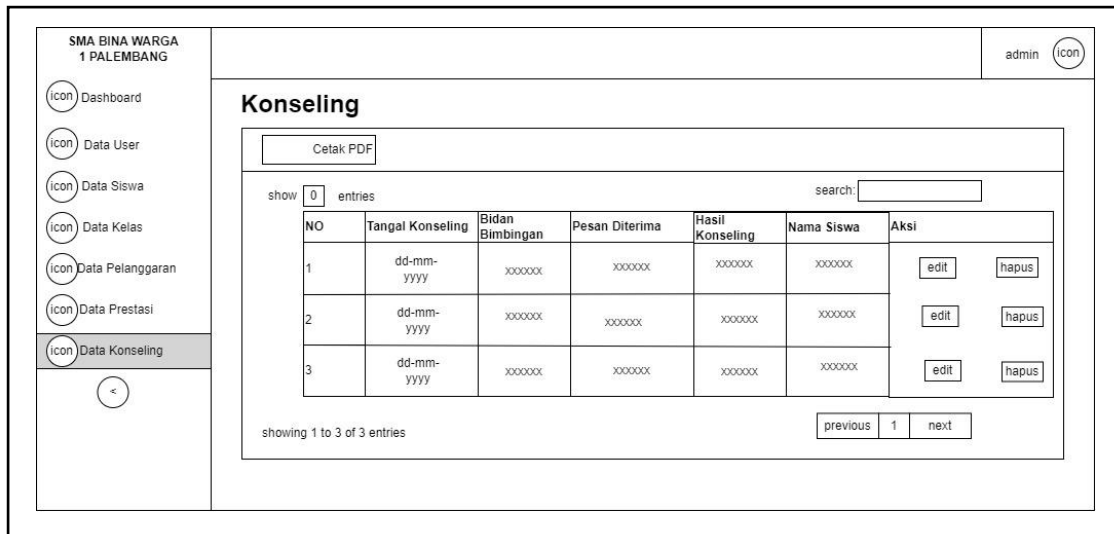 SMA BINA WARGA
1 PALEMBANG
admin
icon
icon Dashboard
icon Data User
icon Data Siswa
icon Data Kelas
icon Data Pelanggaran
icon Data Prestasi
icon Data Konseling
<
Konseling
Cetak PDF
show 0 entries
search:
NO Tangal Konseling Bidan Bimbingan Pesan Diterima Hasil Konseling Nama Siswa Aksi
1 dd-mm-yyyy xxxxxx xxxxxx xxxxxx xxxxxx edit hapus
2 dd-mm-yyyy xxxxxx xxxxxx xxxxxx xxxxxx edit hapus
3 dd-mm-yyyy xxxxxx xxxxxx xxxxxx xxxxxx edit hapus
showing 1 to 3 of 3 entries
previous 1 next